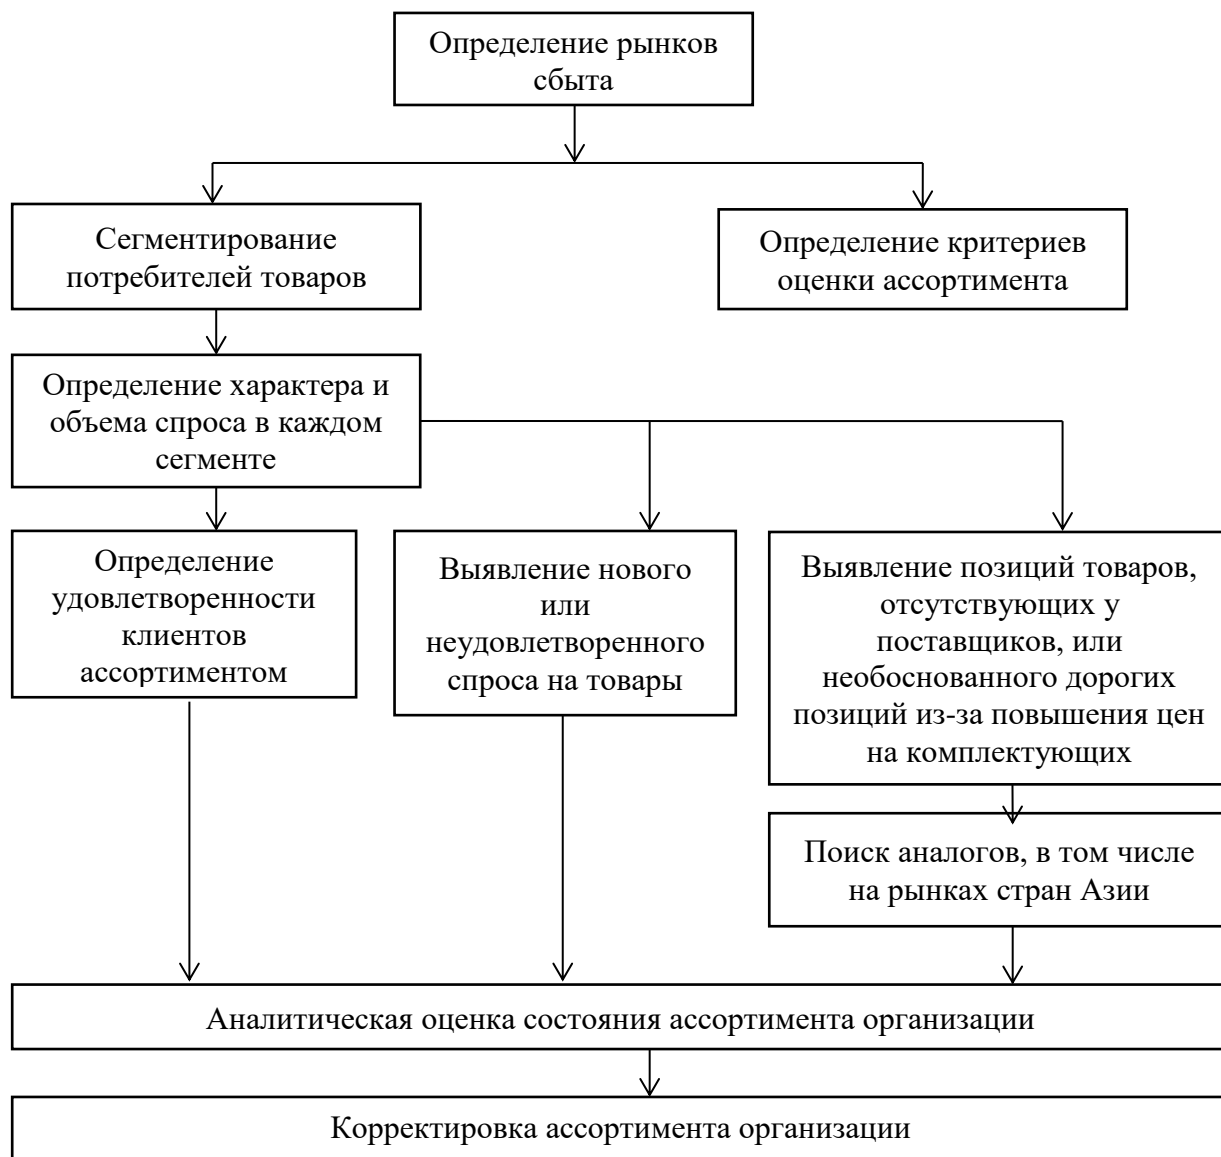 Определение рынков
сбыта
Сегментирование
потребителей товаров
Определение критериев
оценки ассортимента
Определение характера и
объема спроса в каждом
сегменте
Определение
удовлетворенности
клиентов
ассортиментом
Выявление нового
или
неудовлетворенного
спроса на товары
Выявление позиций товаров,
отсутствующих у
поставщиков, или
необоснованного дорогих
позиций из-за повышения цен
на комплектующих
Поиск аналогов, в том числе
на рынках стран Азии
Аналитическая оценка состояния ассортимента организации
Корректировка ассортимента организации